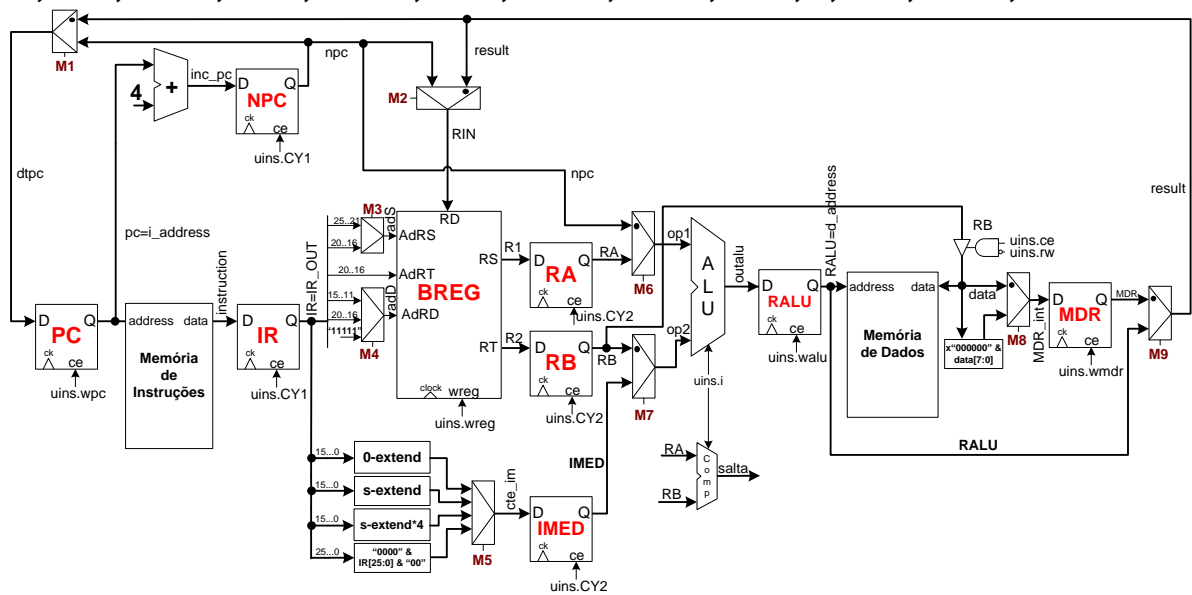 M1
npc
result
inc_pc
4
+
D
Q
NPC
ck
ce
uins.CY1
M2
RIN
dtpc
npc
result
pc=i_address
instruction
IR=IR_OUT
25..21
20..16
M3
adS
RD
AdRS
20..16
AdRT
15..11
20..16
"11111"
M4
adD
AdRD
BREG
RS
RT
clock
wreg
uins.wreg
R1
R2
D
Q
RA
ck
ce
uins.CY2
RA
D
Q
RB
ck
ce
uins.CY2
RB
M6
M7
op1
op2
A
L
U
outalu
uins.i
D
Q
RALU
ck
ce
uins.walu
RALU=d_address
address
data
Memória
de Dados
RB
uins.ce
uins.rw
data
x"000000" &
data[7:0]
M8
MDR_int
D
Q
MDR
ck
ce
uins.wmdr
MDR
M9
RALU
D
Q
PC
ck
ce
uins.wpc
address
data
Memória
de
Instruções
D
Q
IR
ck
ce
uins.CY1
15...0
0-extend
15...0
s-extend
15...0
s-extend*4
25...0
"0000" &
IR[25:0] & "00"
M5
cte_im
D
Q
IMED
ck
ce
uins.CY2
IMED
RA
RB
C
o
m
p
salta